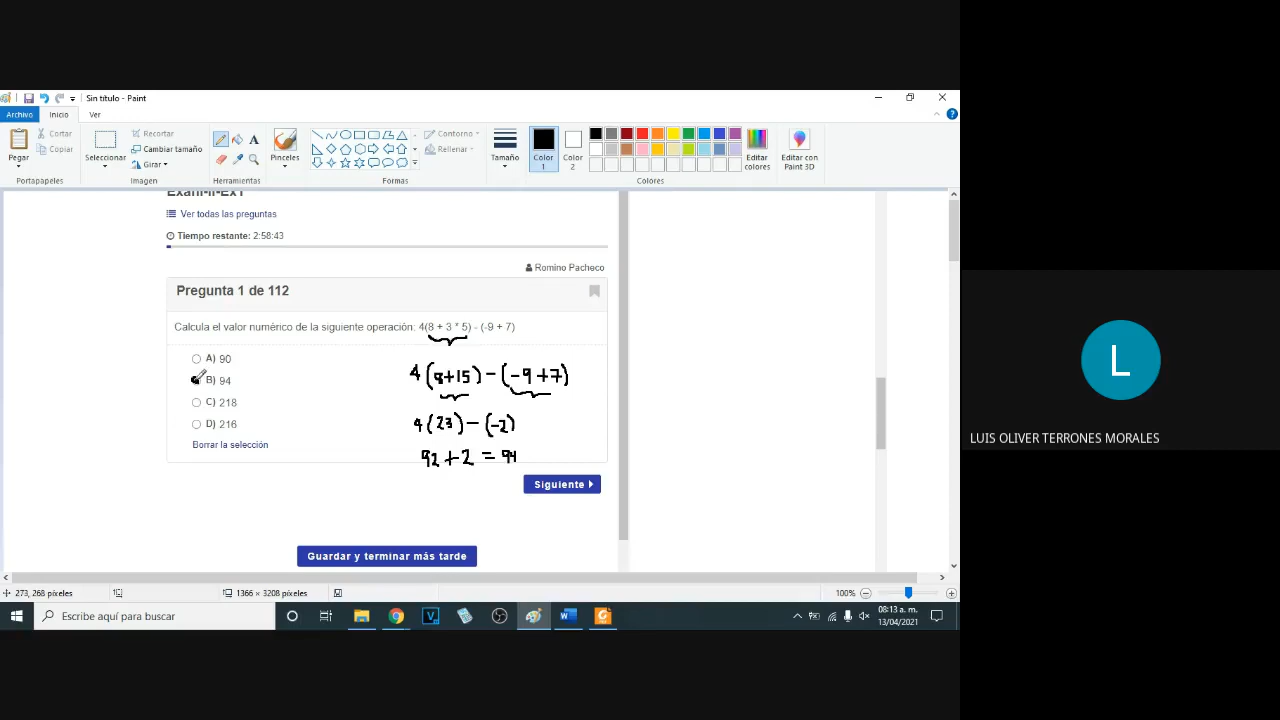 Sin título - Paint
Archivo Inicio Ver
Pegar
Cortar
Copiar
Portapapeles
Seleccionar
Recortar
Cambiar tamaño
Girar
Imagen
A
Herramientas
Pinceles
Contorno
Rellenar
Formas
Tamaño
Color 1
Color 2
Editar colores
Colores
Editar con Paint 3D
Exani-II-Ex1
Ver todas las preguntas
Tiempo restante: 2:58:43
Romino Pacheco
Pregunta 1 de 112
Calcula el valor numérico de la siguiente operación: 4(8 + 3 * 5) - (-9 + 7)
A) 90
B) 94
C) 218
D) 216
Borrar la selección
4 (8+15) - (-9+7)
4 (23) - (-2)
92 + 2 = 94
Siguiente
Guardar y terminar más tarde
273, 268 píxeles
1366 × 3208 píxeles
100%
Escribe aquí para buscar
08:13 a. m.
13/04/2021
L
LUIS OLIVER TERRONES MORALES